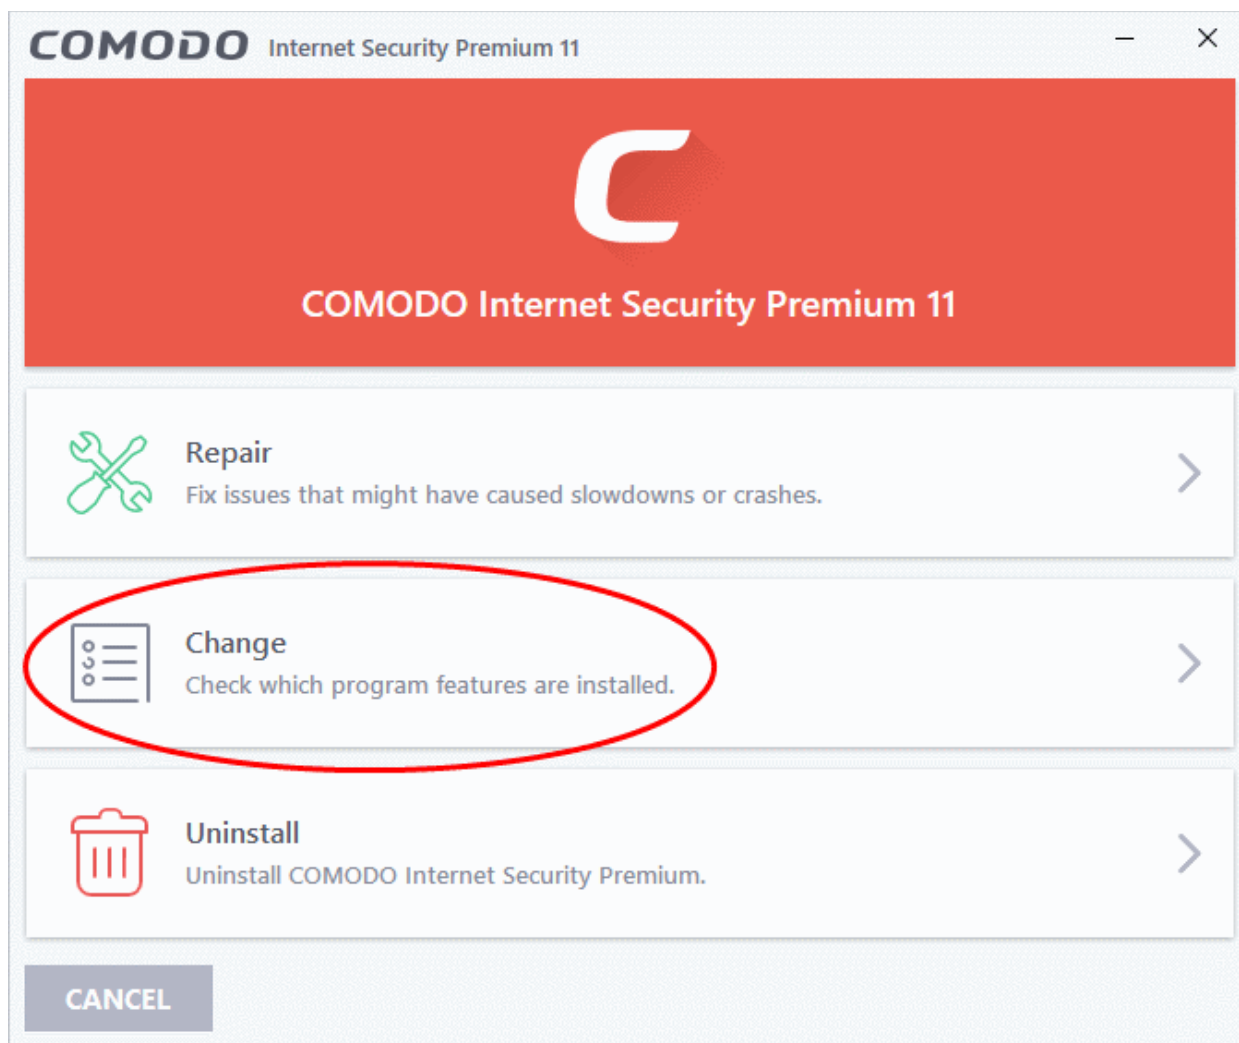 COMODO Internet Security Premium 11
COMODO Internet Security Premium 11
Repair
Fix issues that might have caused slowdowns or crashes.
Change
Check which program features are installed.
Uninstall
Uninstall COMODO Internet Security Premium.
CANCEL